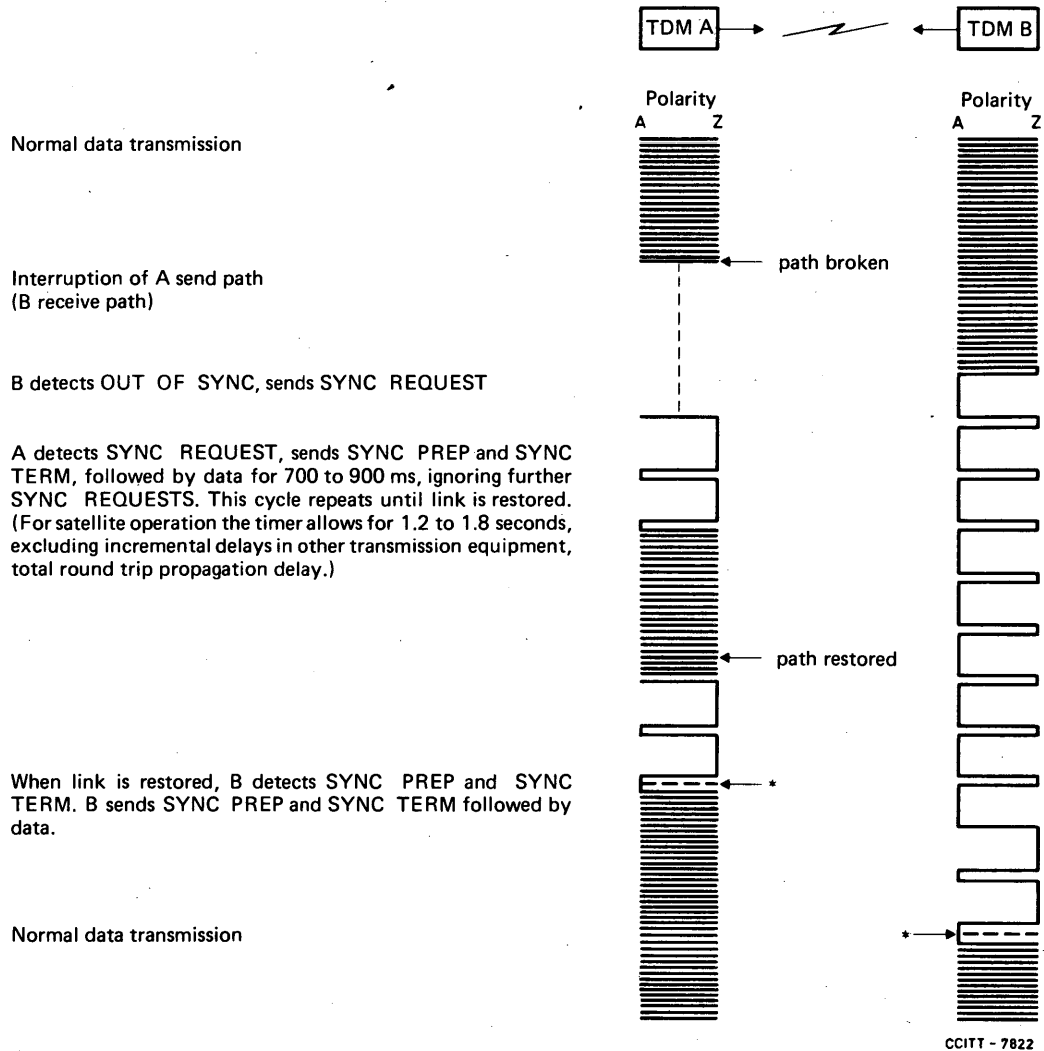 TDM A
TDM B
Polarity
A Z
Polarity
A Z
Normal data transmission
path broken
Interruption of A send path
(B receive path)
B detects OUT OF SYNC, sends SYNC REQUEST
A detects SYNC REQUEST, sends SYNC PREP and SYNC
TERM, followed by data for 700 to 900 ms, ignoring further
SYNC REQUESTS. This cycle repeats until link is restored.
(For satellite operation the timer allows for 1.2 to 1.8 seconds,
excluding incremental delays in other transmission equipment,
total round trip propagation delay.)
path restored
When link is restored, B detects SYNC PREP and SYNC
TERM. B sends SYNC PREP and SYNC TERM followed by
data.
*
Normal data transmission
*
CCITT - 7822